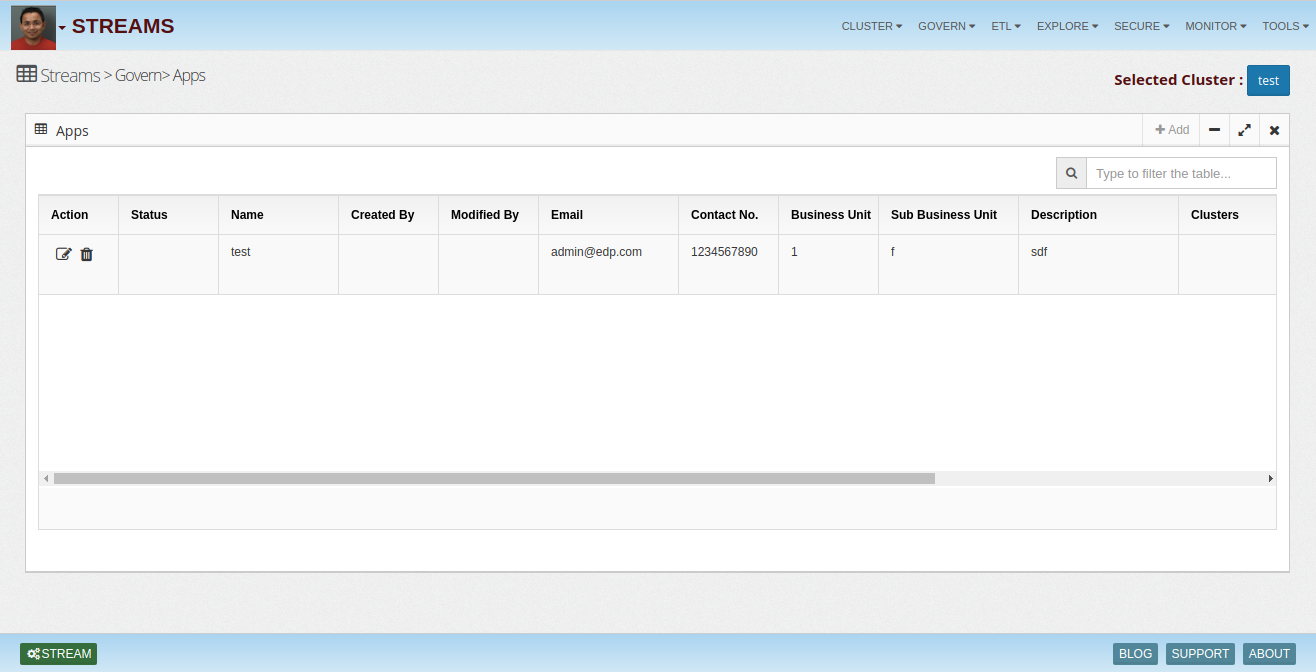 STREAMS CLUSTER GOVERN ETL EXPLORE SECURE MONITOR TOOLS
Streams > Govern> Apps
Selected Cluster : test
Apps
Add
Type to filter the table...
Action Status Name Created By Modified By Email Contact No. Business Unit Sub Business Unit Description Clusters
test admin@edp.com 1234567890 1 f sdf
STREAM BLOG SUPPORT ABOUT